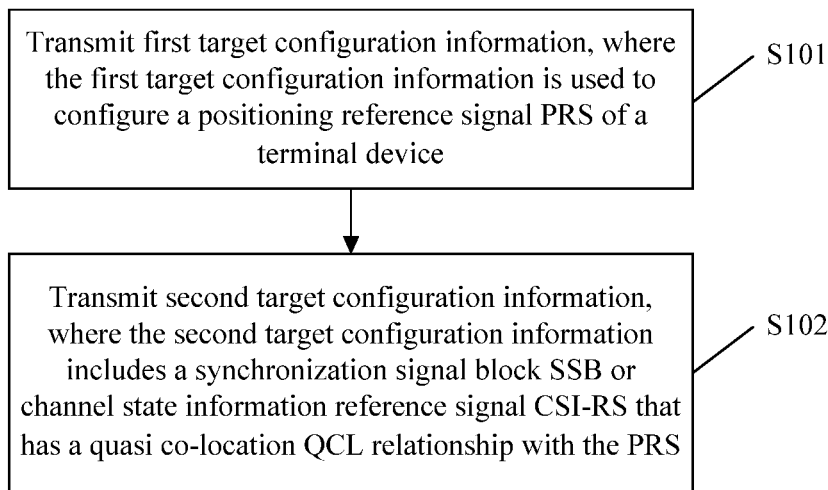 Transmit first target configuration information, where
the first target configuration information is used to
configure a positioning reference signal PRS of a
terminal device
S101
Transmit second target configuration information,
where the second target configuration information
includes a synchronization signal block SSB or
channel state information reference signal CSI-RS that
has a quasi co-location QCL relationship with the PRS
S102